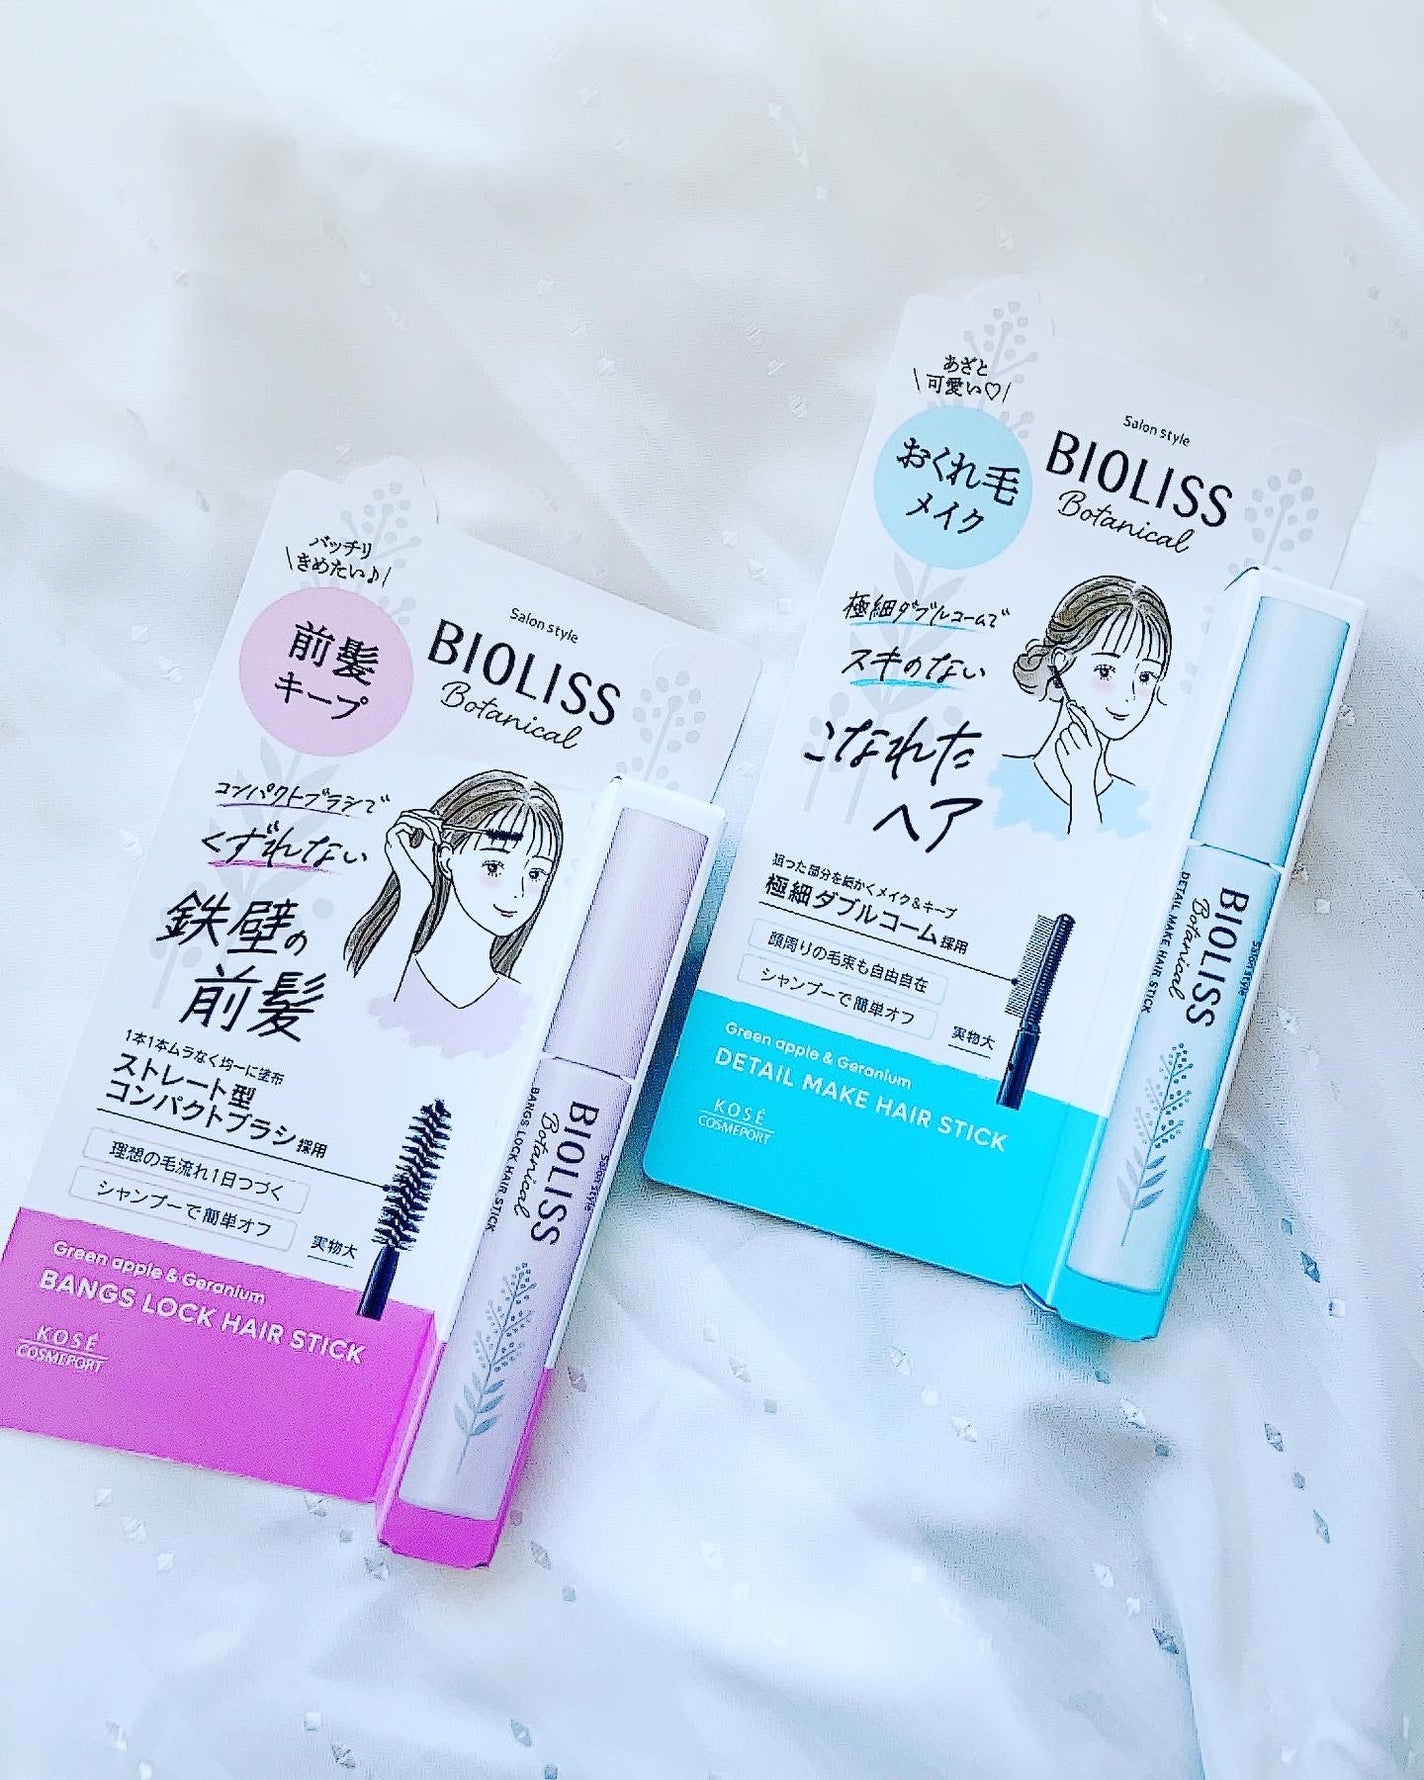 バッチリ
\きめたい♪/
前髪
キープ
Salon style
BIOLISS
Botanical
コンパクトブラシで
くずれない
鉄壁の
前髪
1本1本ムラなく均一に塗布
ストレート型
コンパクトブラシ採用
理想の毛流れ1日つづく
シャンプーで簡単オフ
実物大
Green apple & Geranium
BANGS LOCK HAIR STICK
KOSÉ
COSMEPORT
Salon style
BIOLISS
Botanical
BANGS LOCK HAIR STICK
あざと
\可愛い♡/
おくれ毛
メイク
Salon style
BIOLISS
Botanical
極細ダブルコームで
スキのない
こなれた
ヘア
狙った部分を細かくメイク&キープ
極細ダブルコーム採用
顔周りの毛束も自由自在
シャンプーで簡単オフ
実物大
Green apple & Geranium
DETAIL MAKE HAIR STICK
KOSÉ
COSMEPORT
Salon style
BIOLISS
Botanical
DETAIL MAKE HAIR STICK